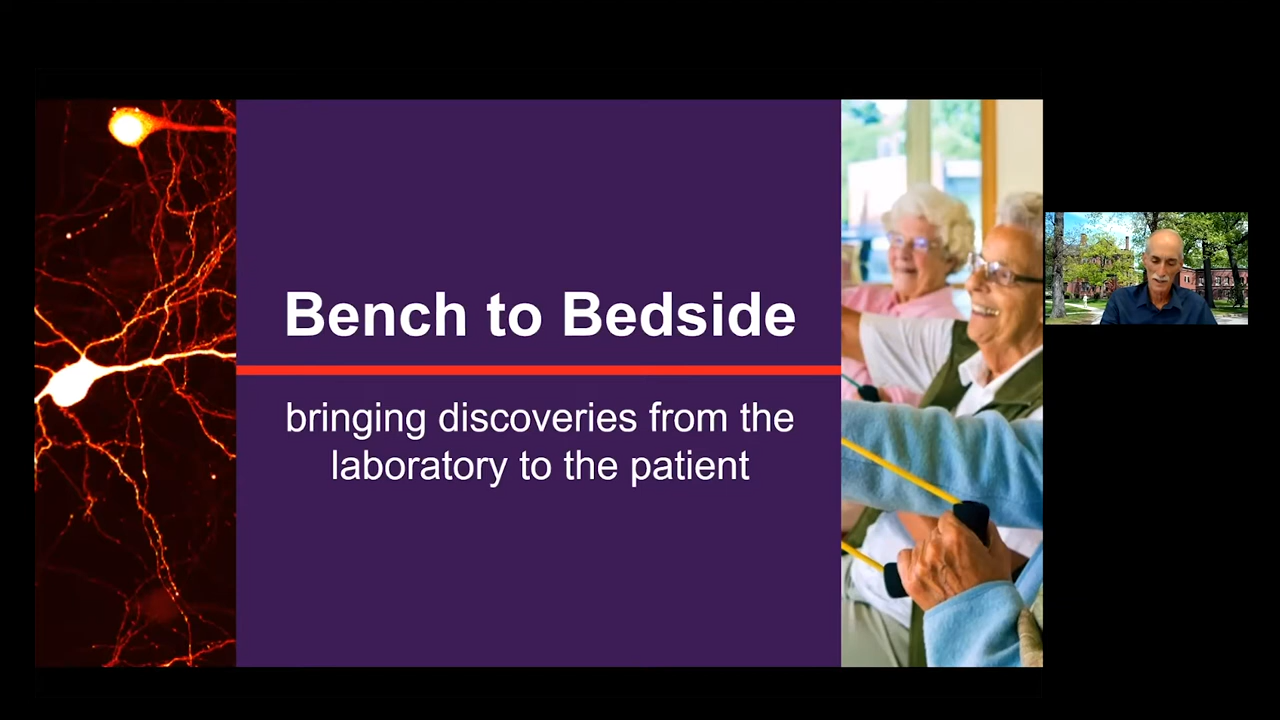 Bench to Bedside
bringing discoveries from the
laboratory to the patient